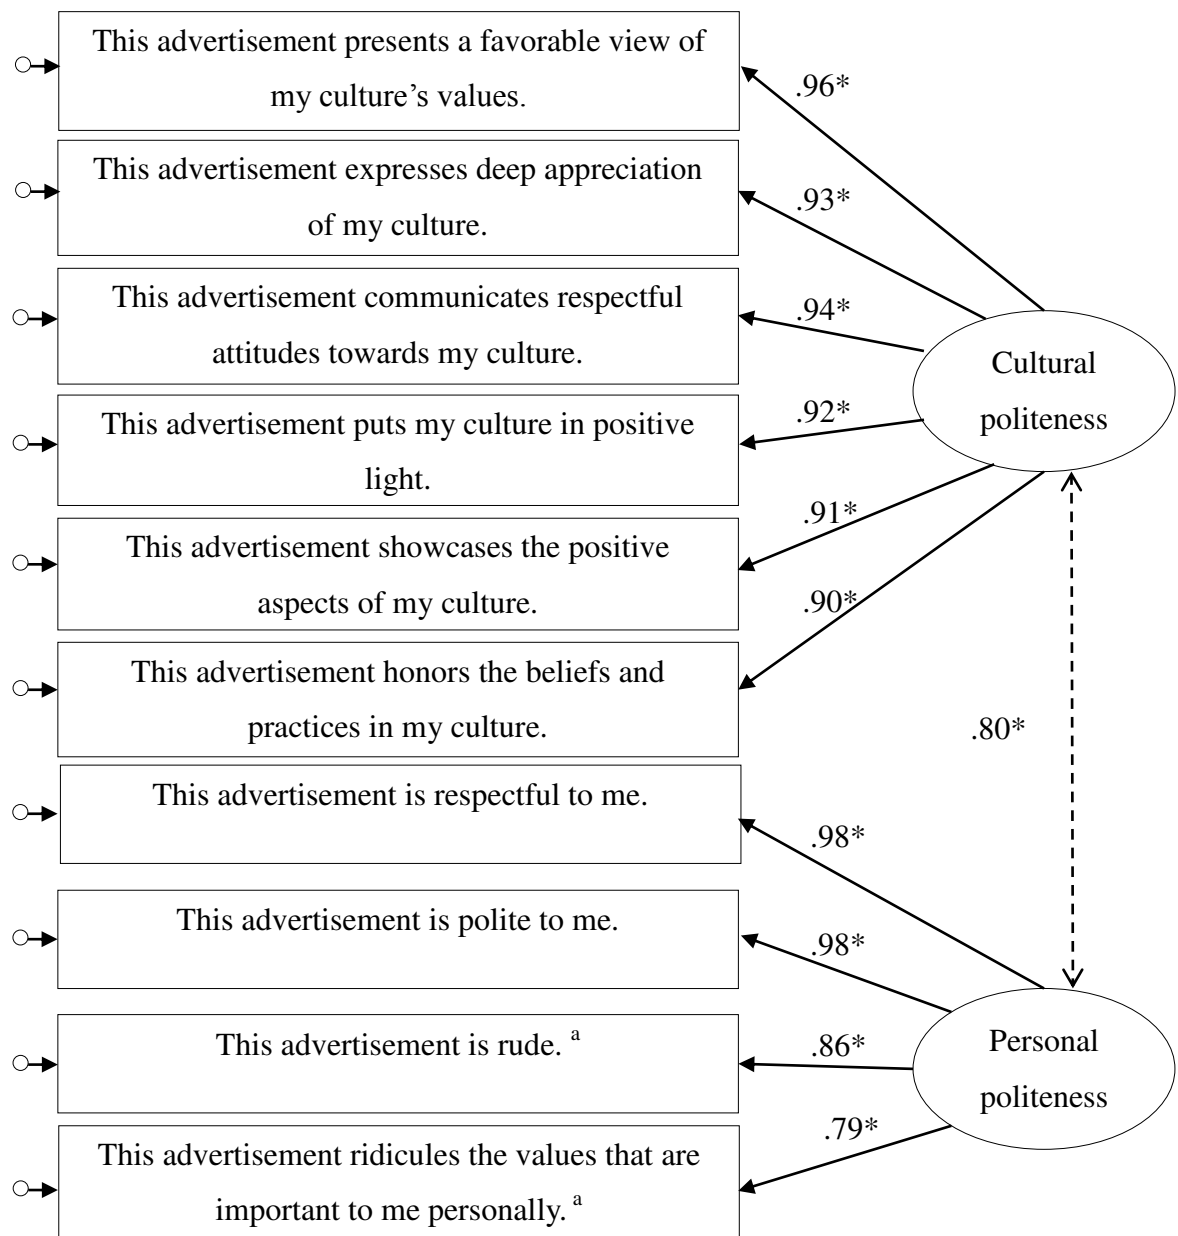 This advertisement presents a favorable view of
my culture’s values.
.96*
This advertisement expresses deep appreciation
of my culture.
.93*
This advertisement communicates respectful
attitudes towards my culture.
.94*
Cultural
politeness
This advertisement puts my culture in positive
light.
.92*
This advertisement showcases the positive
aspects of my culture.
.91*
.90*
This advertisement honors the beliefs and
practices in my culture.
.80*
This advertisement is respectful to me.
.98*
This advertisement is polite to me.
.98*
This advertisement is rude. a
.86*
Personal
politeness
.79*
This advertisement ridicules the values that are
important to me personally. a